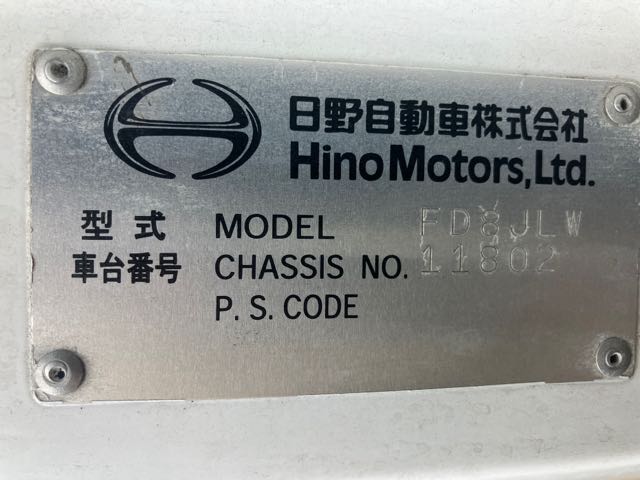 日野自動車株式会社
Hino Motors, Ltd.
型式 MODEL FD8JLW
車台番号 CHASSIS NO. 11802
P.S. CODE